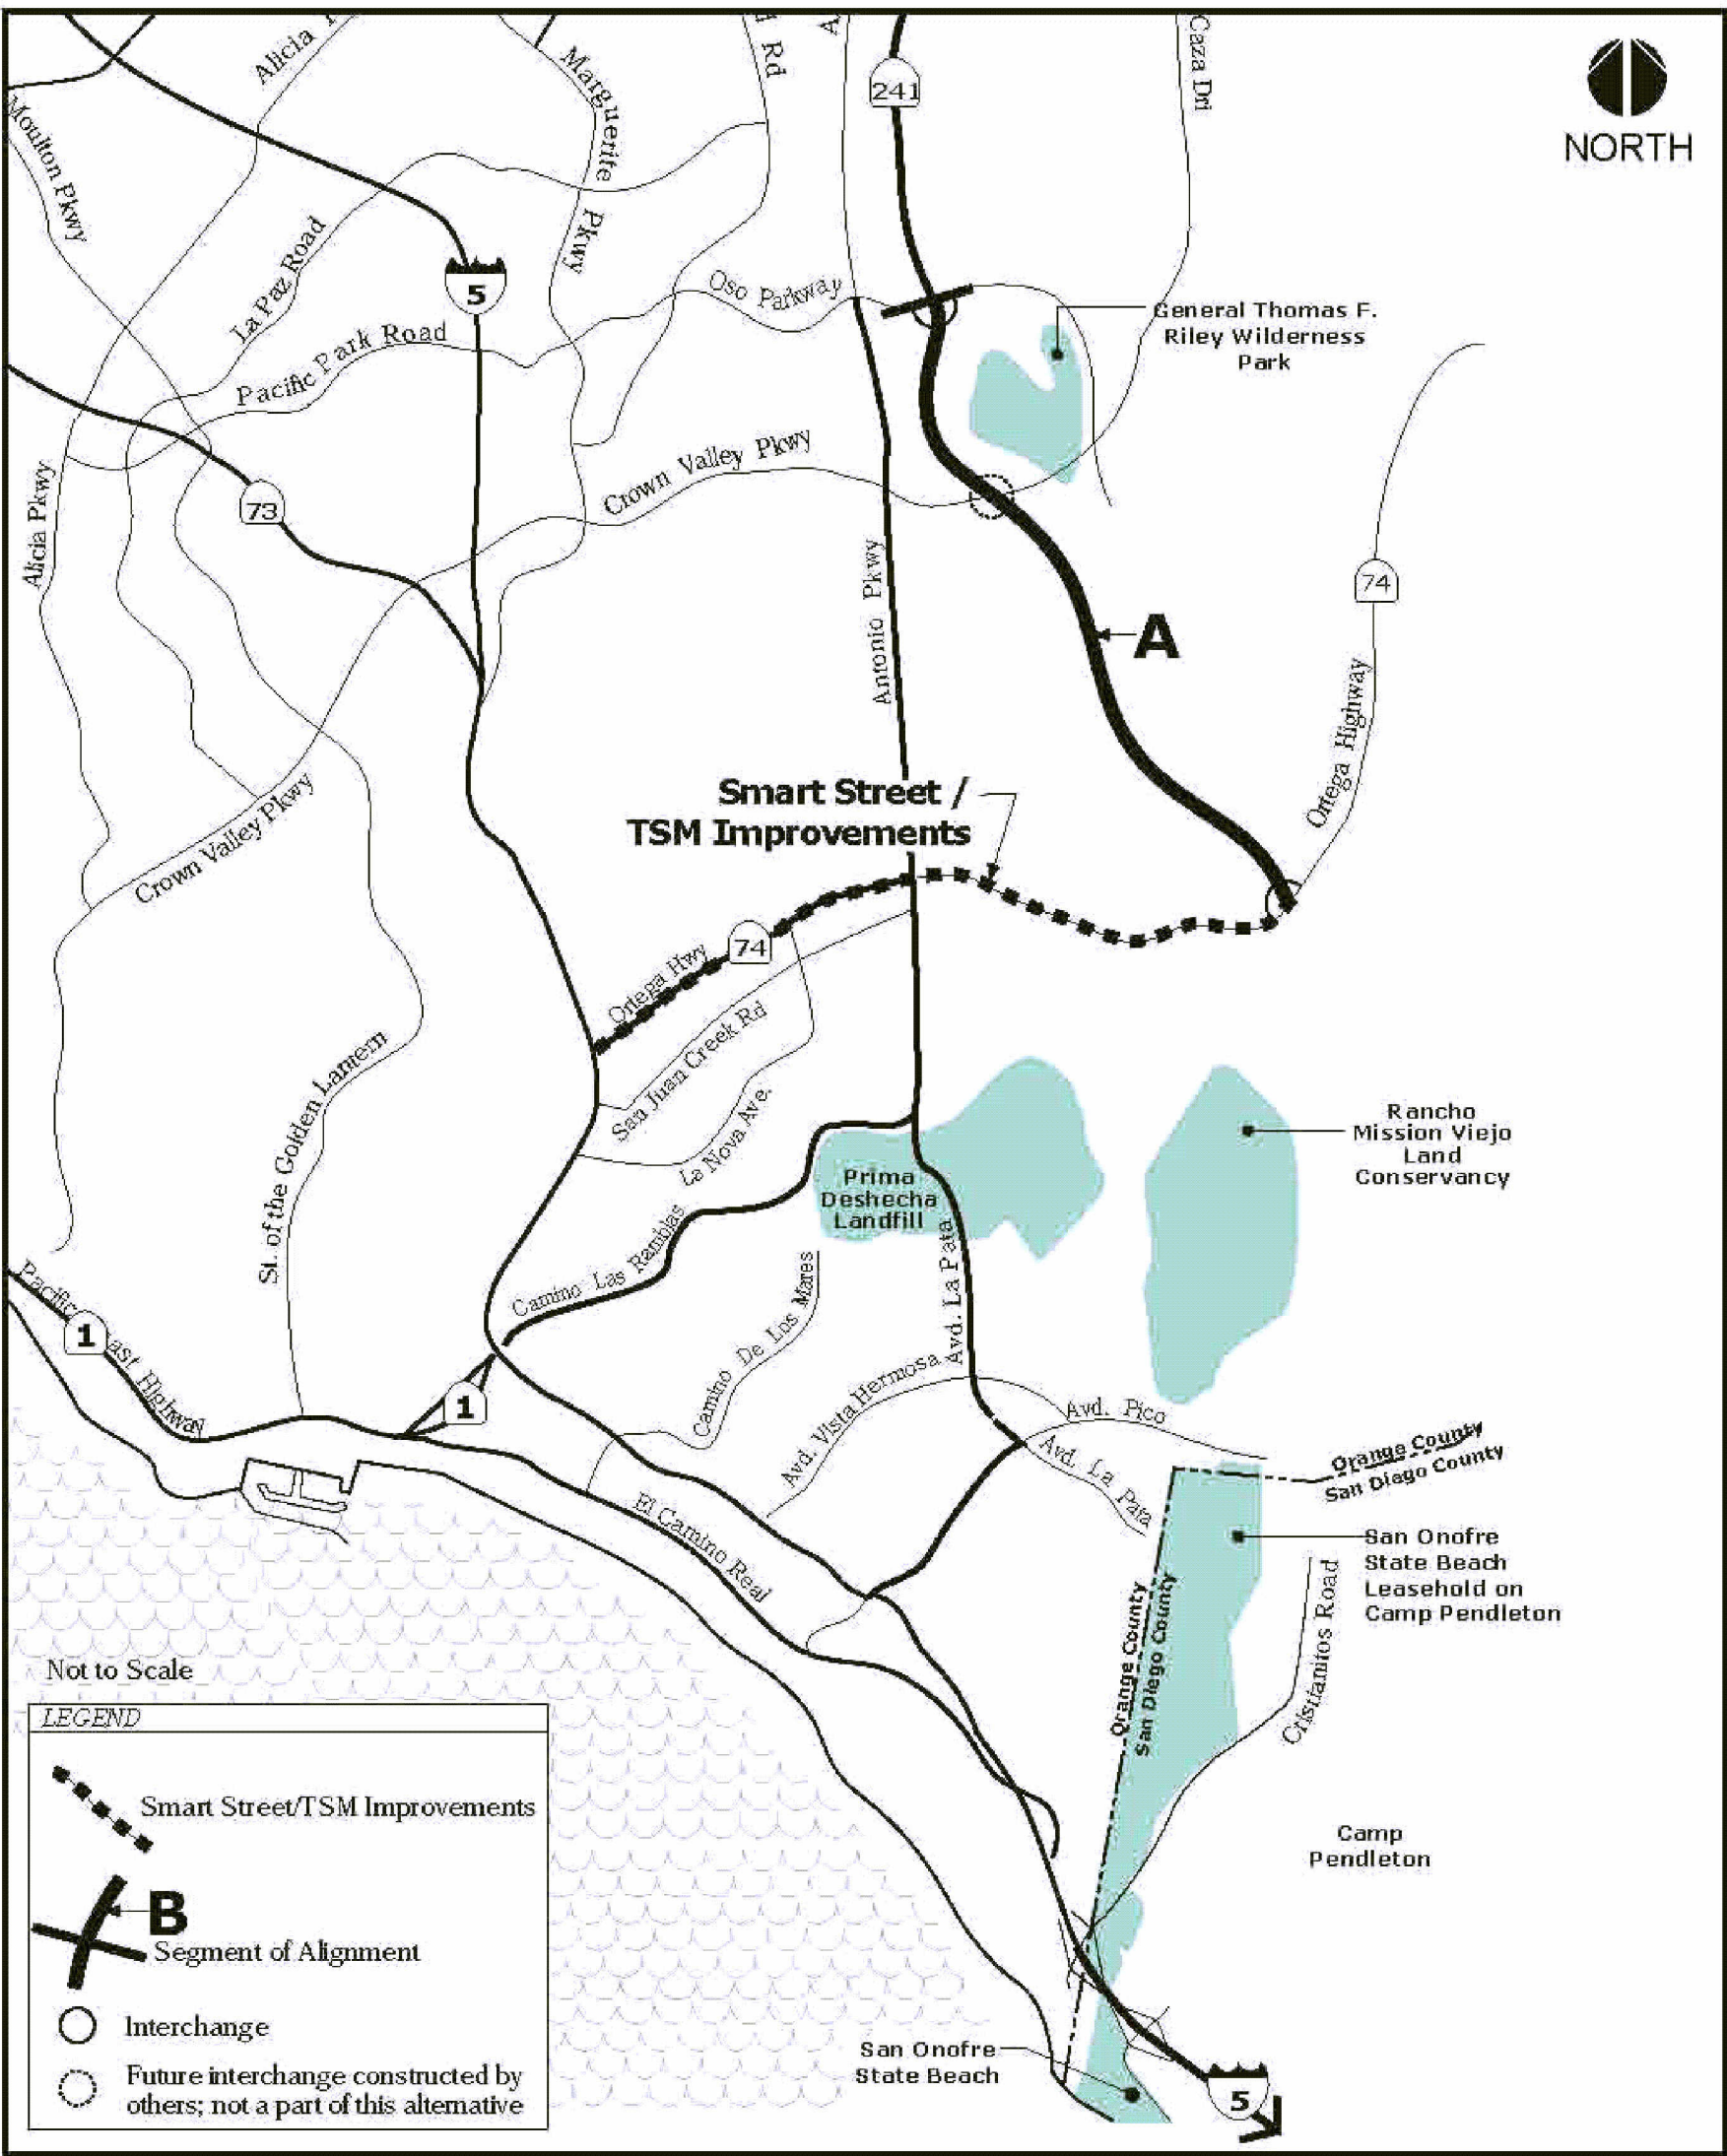 Alicia
Marguerite
Pkwy
Rd
241
Caza Dri
NORTH
Moulton Pkwy
La Paz Road
5
Oso Parkway
General Thomas F.
Riley Wilderness
Park
Pacific Park Road
Crown Valley Pkwy
Alicia Pkwy
73
Antonio Pkwy
74
A
Ortega Highway
Smart Street /
TSM Improvements
Crown Valley Pkwy
Ortega Hwy
74
San Juan Creek Rd
La Nova Ave.
St. of the Golden Lantern
Rancho
Mission Viejo
Land
Conservancy
Prima
Deshecha
Landfill
Avd. La Pata
Camino Las Ramblas
Camino De Los Mares
Pacific
1
ast Highway
1
Avd. Vista Hermosa
Avd. Pico
Avd. La Pata
Orange County
San Diago County
El Camino Real
San Onofre
State Beach
Leasehold on
Camp Pendleton
Orange County
San Diego County
Cristianitos Road
Camp
Pendleton
Not to Scale
LEGEND
Smart Street/TSM Improvements
B
Segment of Alignment
Interchange
Future interchange constructed by
others; not a part of this alternative
San Onofre
State Beach
5